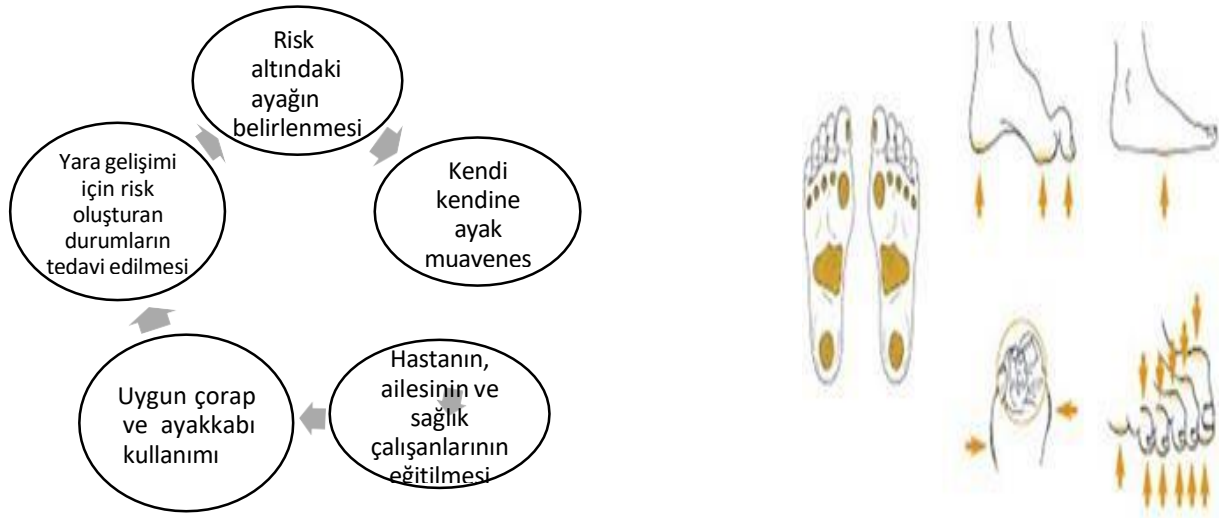 Risk
altındaki
ayağın
belirlenmesi
Kendi
kendine
ayak
muavenes
Hastanın,
ailesinin ve
sağlık
çalışanlarının
eğitilmesi
Uygun çorap
ve ayakkabı
kullanımı
Yara gelişimi
için risk
oluşturan
durumların
tedavi edilmesi